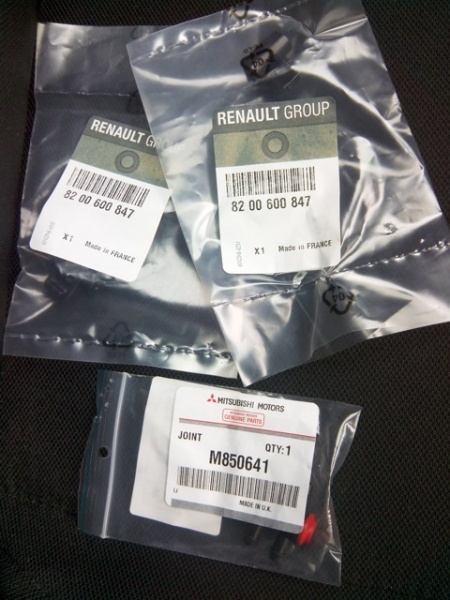 RENAULT GROUP
82 00 600 847
X1 Made in FRANCE
RENAULT GROUP
82 00 600 847
X1 Made in FRANCE
04
MITSUBISHI MOTORS
GENUINE PARTS
JOINT
QTY: 1
M850641
MADE IN U.K.